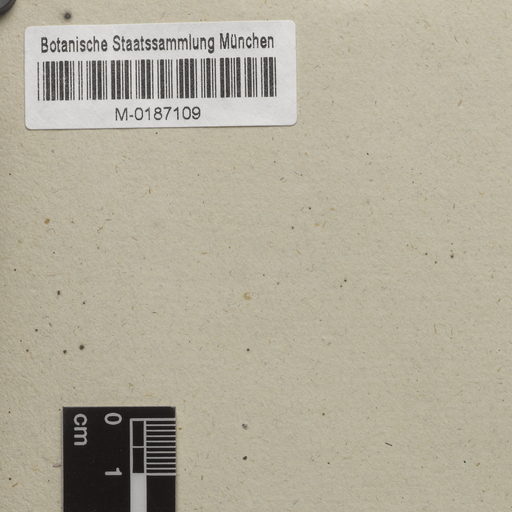 Botanische Staatssammlung München
M-0187109
cm
0
1